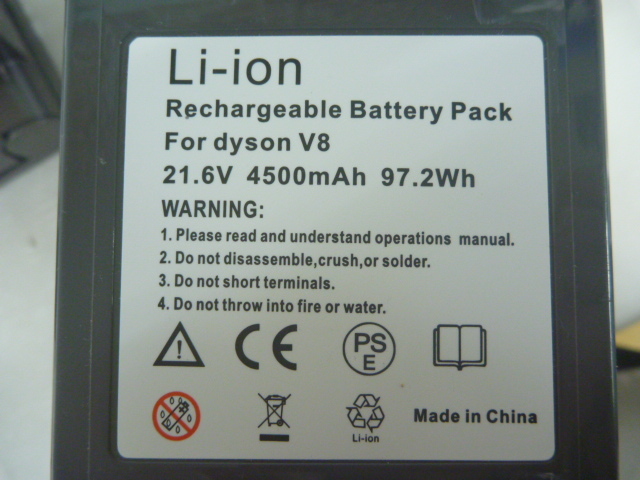 Li-ion
Rechargeable Battery Pack
For dyson V8
21.6V 4500mAh 97.2Wh
WARNING:
1. Please read and understand operations manual.
2. Do not disassemble,crush,or solder.
3. Do not short terminals.
4. Do not throw into fire or water.
CE
PS
E
Li-ion
Made in China